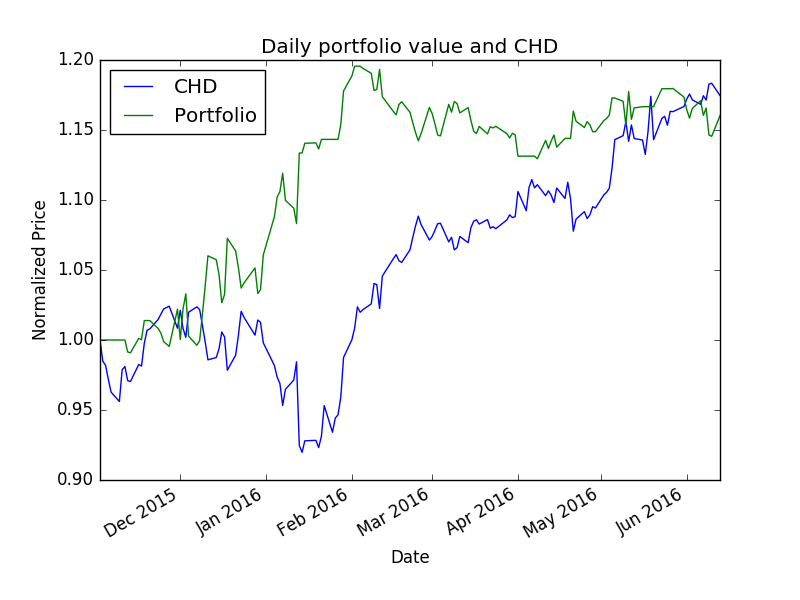 Daily portfolio value and CHD
CHD
Portfolio
1.20
1.15
1.10
1.05
1.00
0.95
0.90
Normalized Price
Dec 2015
Jan 2016
Feb 2016
Mar 2016
Apr 2016
May 2016
Jun 2016
Date